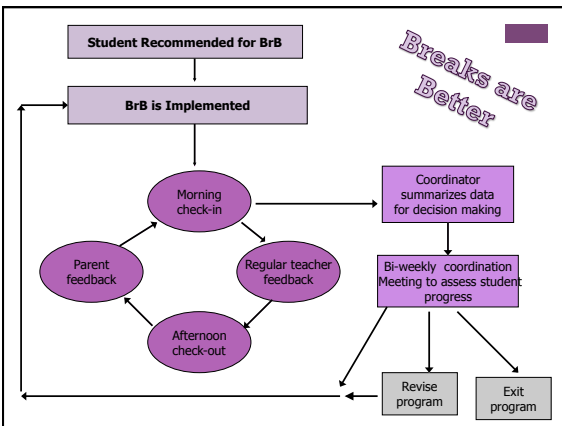 Student Recommended for BrB
BrB is Implemented
Breaks are
Better
Morning
check-in
Parent
feedback
Regular teacher
feedback
Afternoon
check-out
Coordinator
summarizes data
for decision making
Bi-weekly coordination
Meeting to assess student
progress
Revise
program
Exit
program